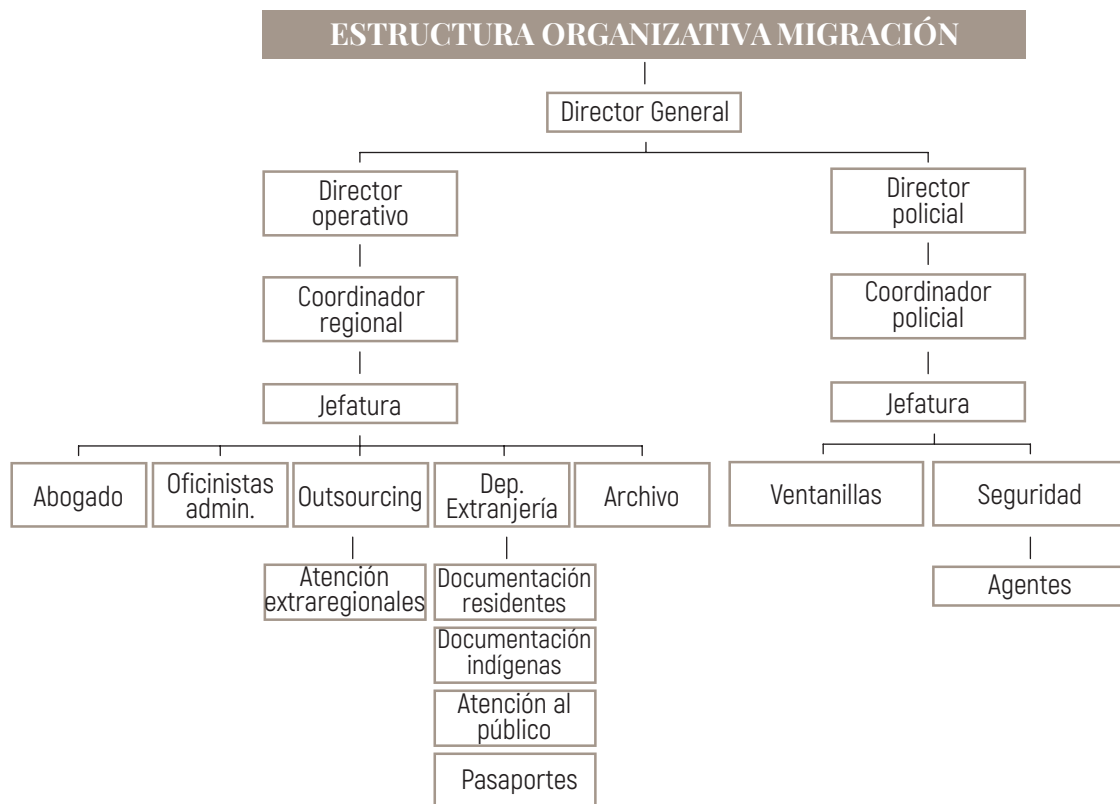 ESTRUCTURA ORGANIZATIVA MIGRACIÓN
Director General
Director
operativo
Director
policial
Coordinador
regional
Coordinador
policial
Jefatura
Jefatura
Abogado
Oficinistas
admin.
Outsourcing
Dep.
Extranjería
Archivo
Ventanillas
Seguridad
Atención
extraregionales
Documentación
residentes
Documentación
indígenas
Atención al
público
Pasaportes
Agentes